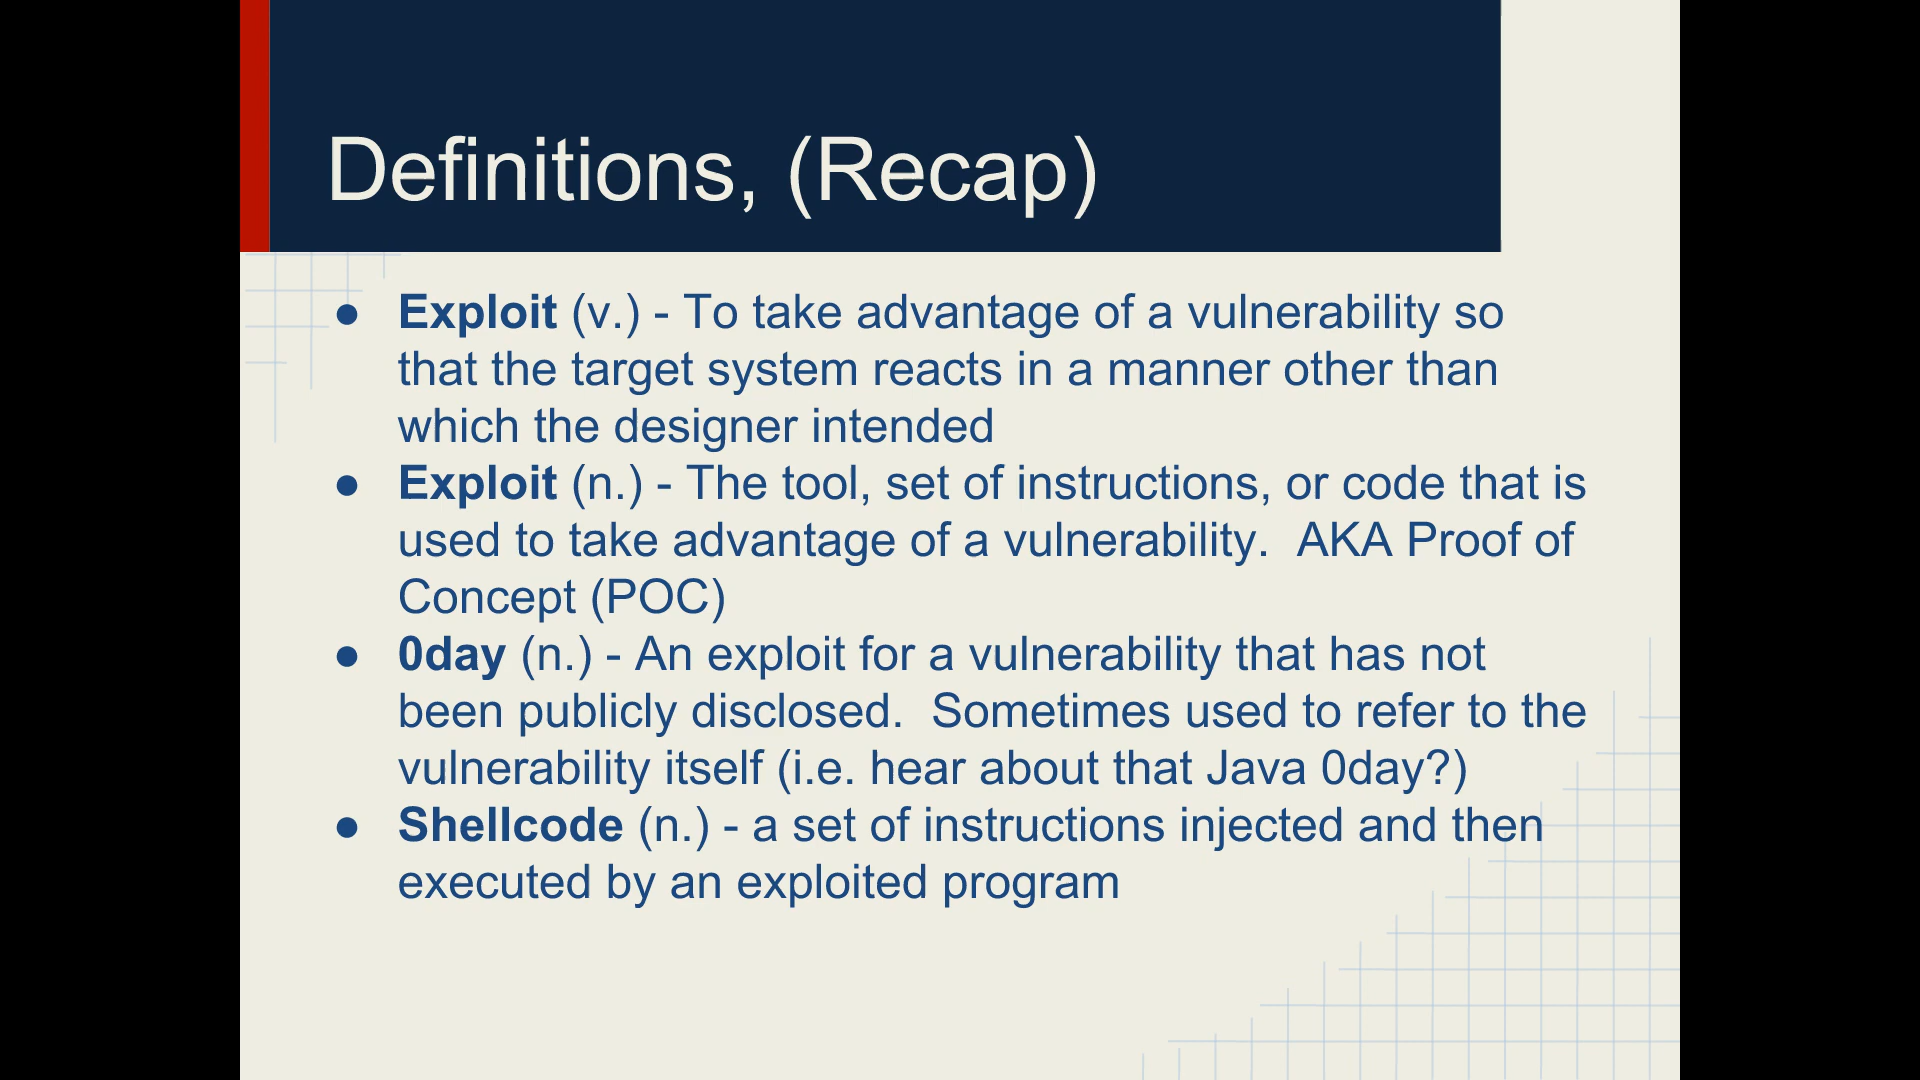 Definitions, (Recap)
● Exploit (v.) - To take advantage of a vulnerability so
that the target system reacts in a manner other than
which the designer intended
● Exploit (n.) - The tool, set of instructions, or code that is
used to take advantage of a vulnerability.  AKA Proof of
Concept (POC)
● 0day (n.) - An exploit for a vulnerability that has not
been publicly disclosed.  Sometimes used to refer to the
vulnerability itself (i.e. hear about that Java 0day?)
● Shellcode (n.) - a set of instructions injected and then
executed by an exploited program